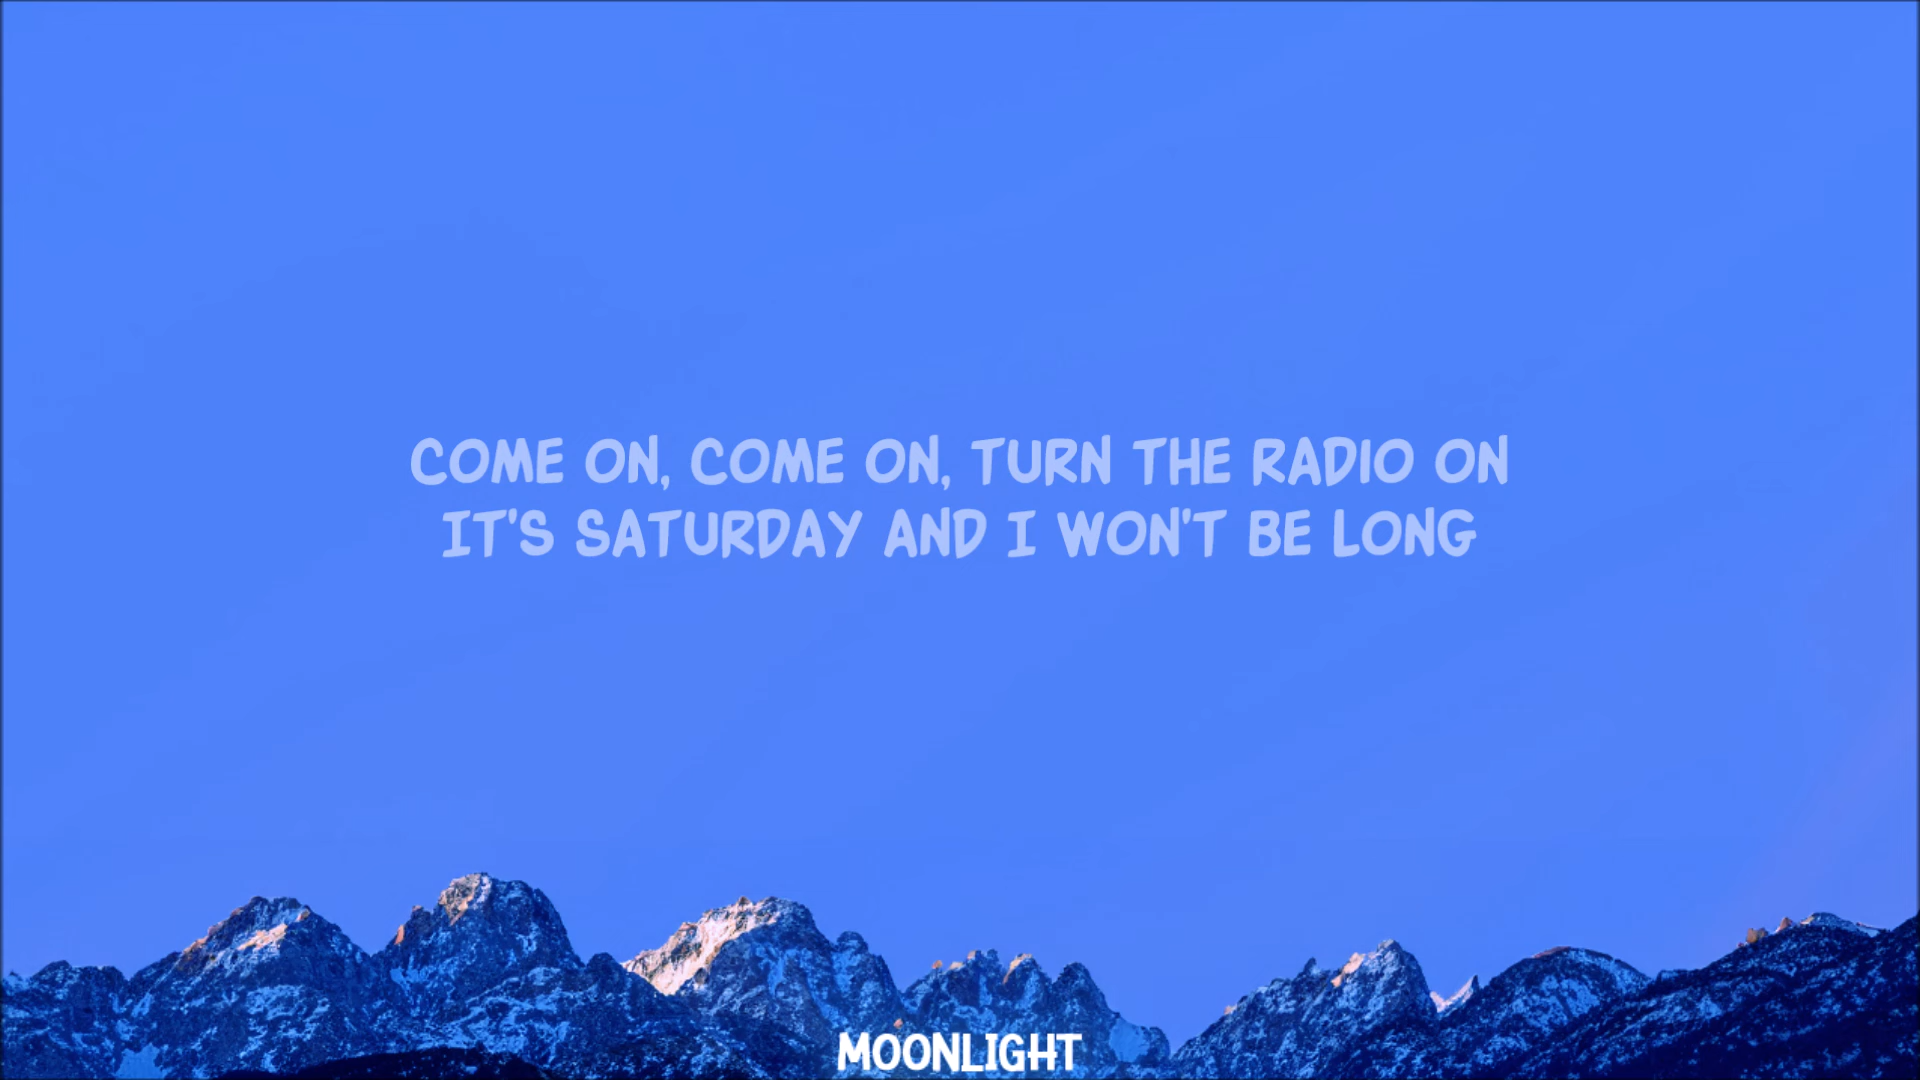 COME ON, COME ON, TURN THE RADIO ON
IT'S SATURDAY AND I WON'T BE LONG
MOONLIGHT